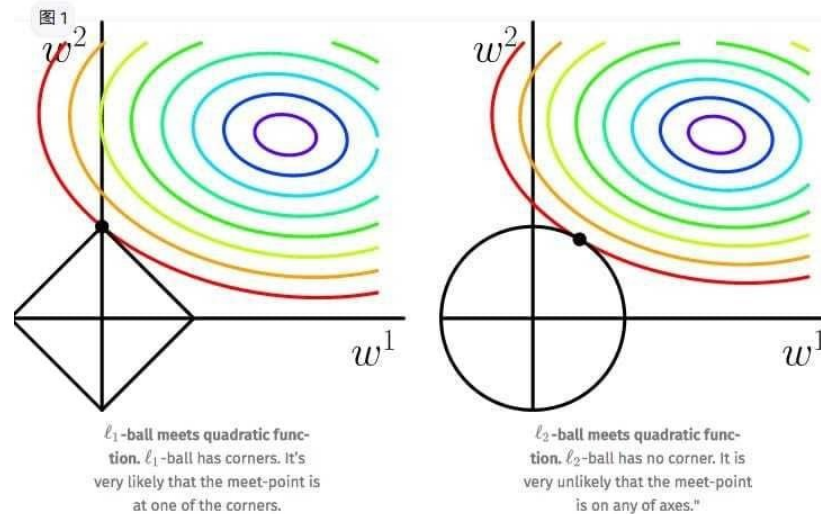 图 1
w²
w¹
ℓ₁-ball meets quadratic func-
tion. ℓ₁-ball has corners. It's
very likely that the meet-point is
at one of the corners.
w²
w¹
ℓ₂-ball meets quadratic func-
tion. ℓ₂-ball has no corner. It is
very unlikely that the meet-point
is on any of axes."